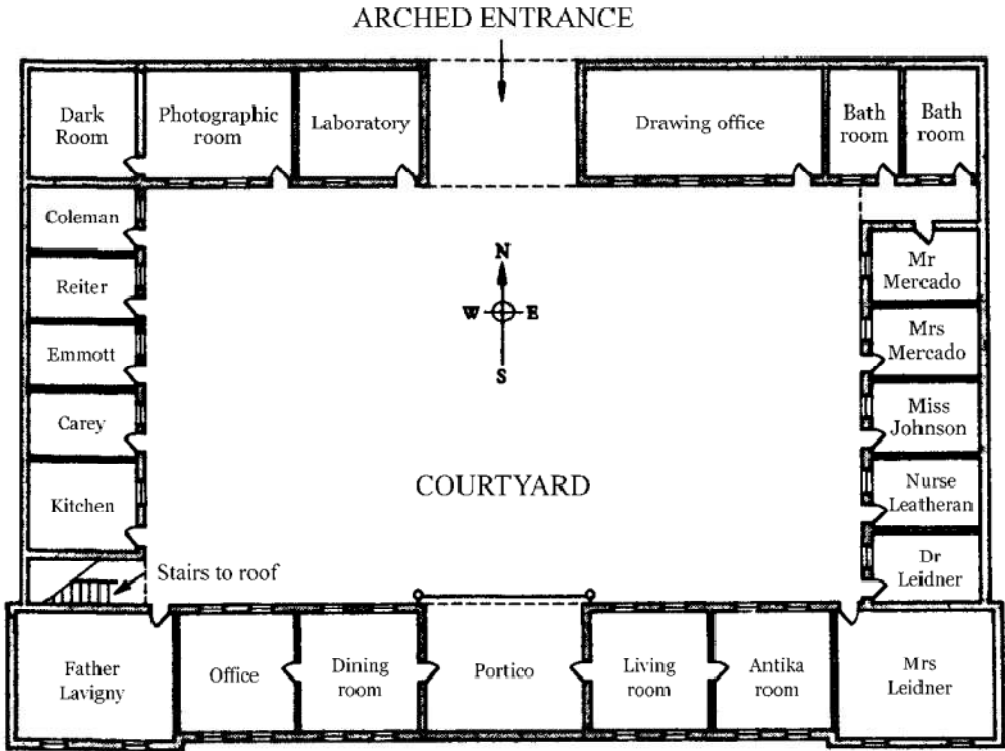 ARCHED ENTRANCE
Dark
Room
Photographic
room
Laboratory
Drawing office
Bath
room
Bath
room
Coleman
Reiter
Emmott
Carey
Kitchen
Stairs to roof
N
W
E
S
COURTYARD
Mr
Mercado
Mrs
Mercado
Miss
Johnson
Nurse
Leatheran
Dr
Leidner
Father
Lavigny
Office
Dining
room
Portico
Living
room
Antika
room
Mrs
Leidner